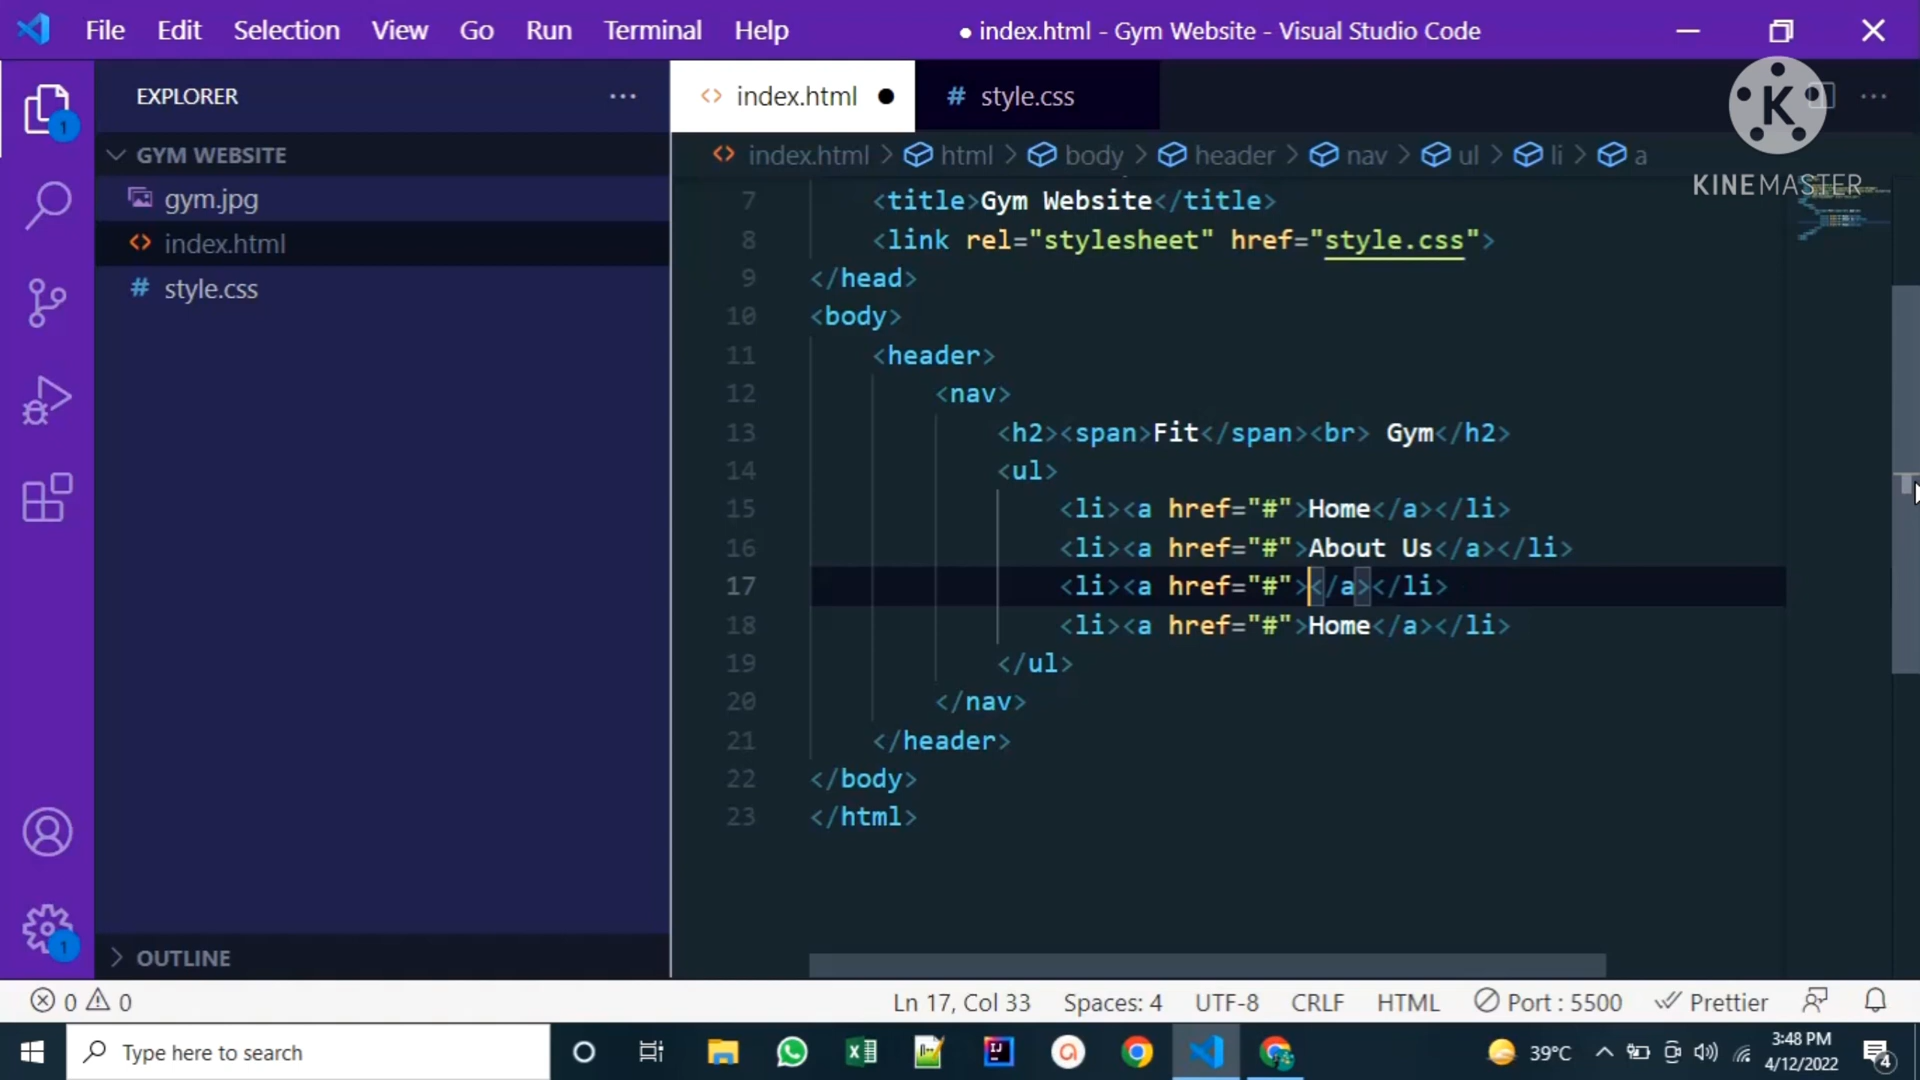 File Edit Selection View Go Run Terminal Help
● index.html - Gym Website - Visual Studio Code
EXPLORER
GYM WEBSITE
gym.jpg
index.html
style.css
OUTLINE
index.html
# style.css
K
KINEMASTER
index.html > html > body > header > nav > ul > li > a
7 <title>Gym Website</title>
8 <link rel="stylesheet" href="style.css">
9 </head>
10 <body>
11 <header>
12 <nav>
13 <h2><span>Fit</span><br> Gym</h2>
14 <ul>
15 <li><a href="#">Home</a></li>
16 <li><a href="#">About Us</a></li>
17 <li><a href="#"></a></li>
18 <li><a href="#">Home</a></li>
19 </ul>
20 </nav>
21 </header>
22 </body>
23 </html>
1
1
0 0 Ln 17, Col 33 Spaces: 4 UTF-8 CRLF HTML Port : 5500 Prettier
Type here to search
39°C
3:48 PM
4/12/2022
4